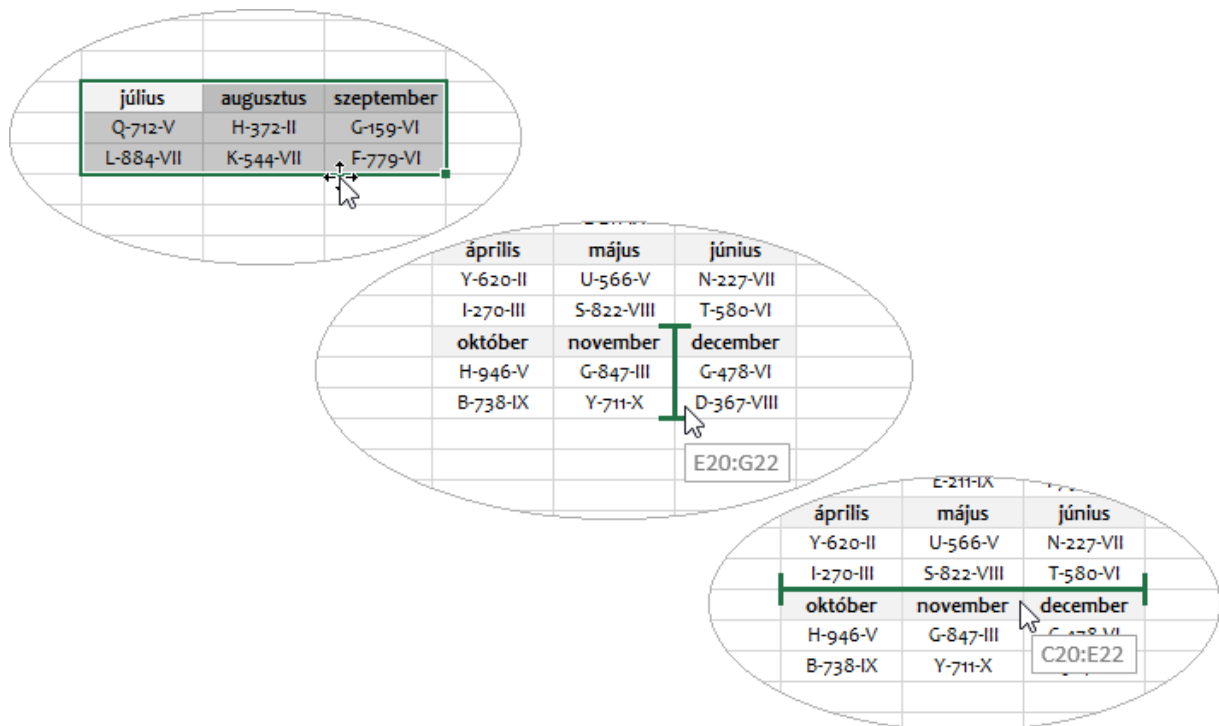 július augusztus szeptember
Q-712-V H-372-II G-159-VI
L-884-VII K-544-VII F-779-VI
április május június
Y-620-II U-566-V N-227-VII
I-270-III S-822-VIII T-580-VI
október november december
H-946-V G-847-III G-478-VI
B-738-IX Y-711-X D-367-VIII
E20:G22
E-211-IX
április május június
Y-620-II U-566-V N-227-VII
I-270-III S-822-VIII T-580-VI
október november december
H-946-V G-847-III G-478-VI
B-738-IX Y-711-X
C20:E22